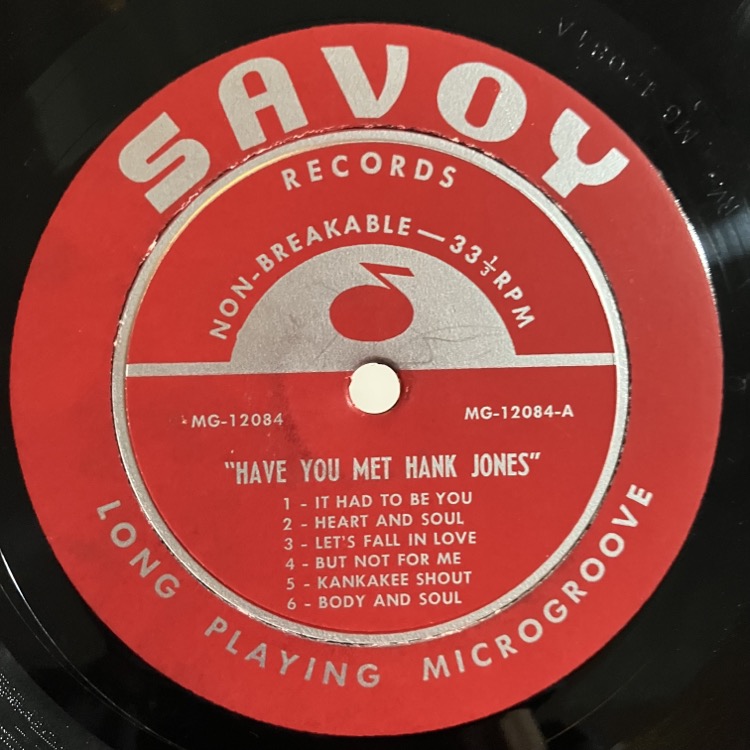 SAVOY
RECORDS
NON-BREAKABLE — 33 1/3 RPM
MG-12084
MG-12084-A
"HAVE YOU MET HANK JONES"
1 - IT HAD TO BE YOU
2 - HEART AND SOUL
3 - LET'S FALL IN LOVE
4 - BUT NOT FOR ME
5 - KANKAKEE SHOUT
6 - BODY AND SOUL
LONG PLAYING MICROGROOVE